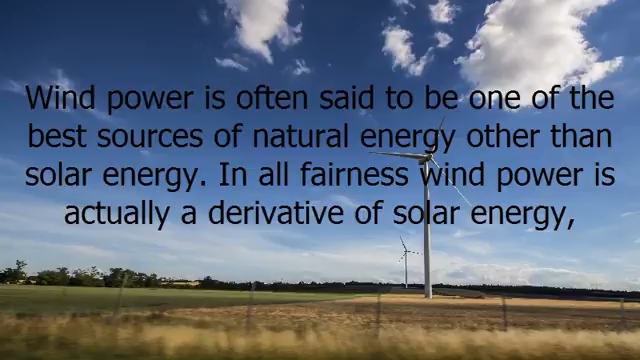 Wind power is often said to be one of the
best sources of natural energy other than
solar energy. In all fairness wind power is
actually a derivative of solar energy,